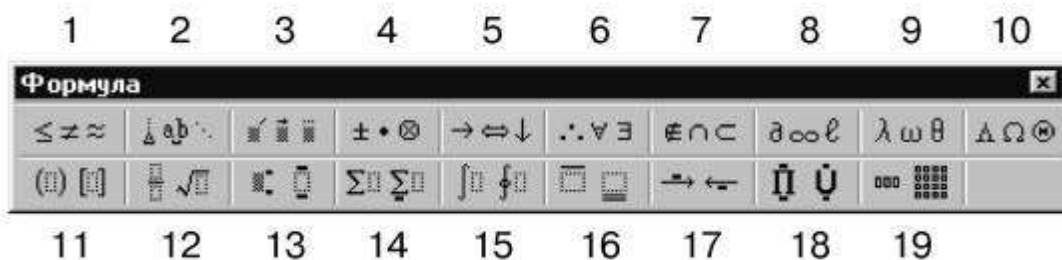 1 2 3 4 5 6 7 8 9 10
Формула
≤ ≠ ≈ a b ⋱ ± • ⊗ → ⇔ ↓ ∴ ∀ ∃ ∉ ∩ ⊂ ∂ ∞ ℓ λ ω θ Λ Ω Θ
(▯) [▯] √▯ Σ▯ Σ▯ ∫▯ ∮▯ → ← Π Ụ
11 12 13 14 15 16 17 18 19